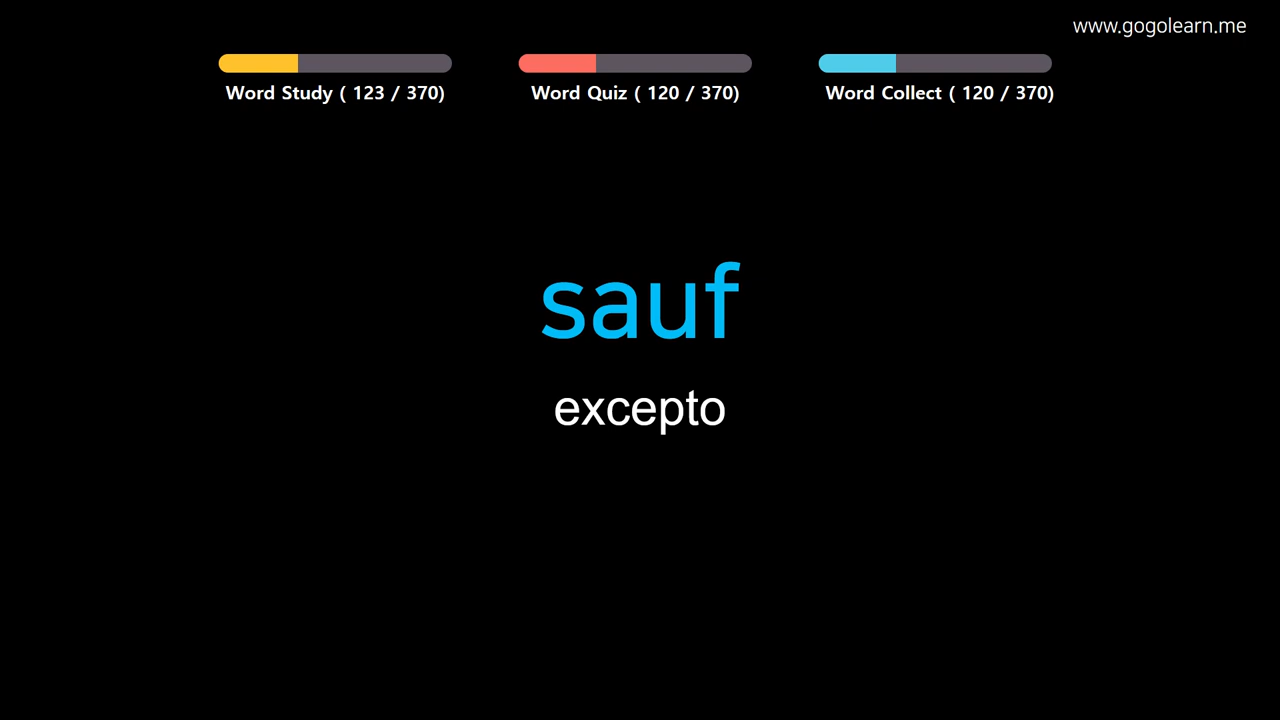 www.gogolearn.me
Word Study ( 123 / 370)
Word Quiz ( 120 / 370)
Word Collect ( 120 / 370)
sauf
excepto